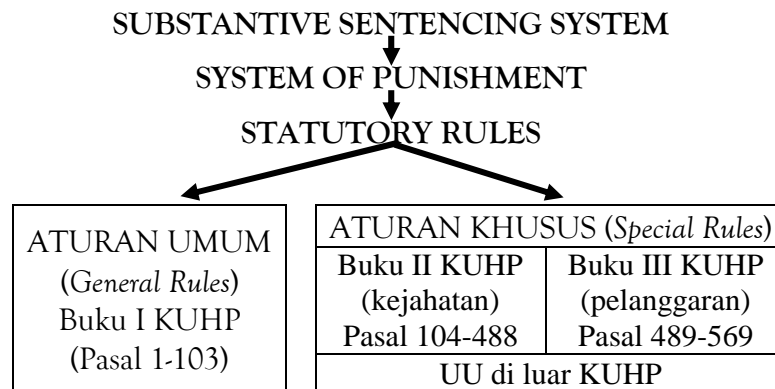 SUBSTANTIVE SENTENCING SYSTEM
SYSTEM OF PUNISHMENT
STATUTORY RULES
ATURAN UMUM
(General Rules)
Buku I KUHP
(Pasal 1-103)
ATURAN KHUSUS (Special Rules)
Buku II KUHP
(kejahatan)
Pasal 104-488
Buku III KUHP
(pelanggaran)
Pasal 489-569
UU di luar KUHP